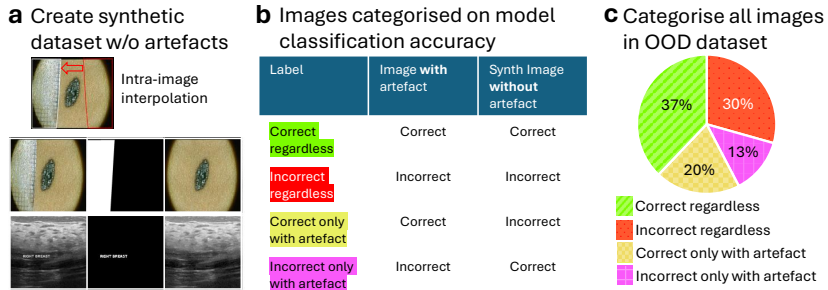 a Create synthetic
dataset w/o artefacts
Intra-image
interpolation
RIGHT BREAST
RIGHT BREAST
RIGHT BREAST
b Images categorised on model
classification accuracy
Label
Image with
artefact
Synth Image
without
artefact
Correct
regardless
Correct
Correct
Incorrect
regardless
Incorrect
Incorrect
Correct only
with artefact
Correct
Incorrect
Incorrect only
with artefact
Incorrect
Correct
c Categorise all images
in OOD dataset
37%
30%
13%
20%
Correct regardless
Incorrect regardless
Correct only with artefact
Incorrect only with artefact